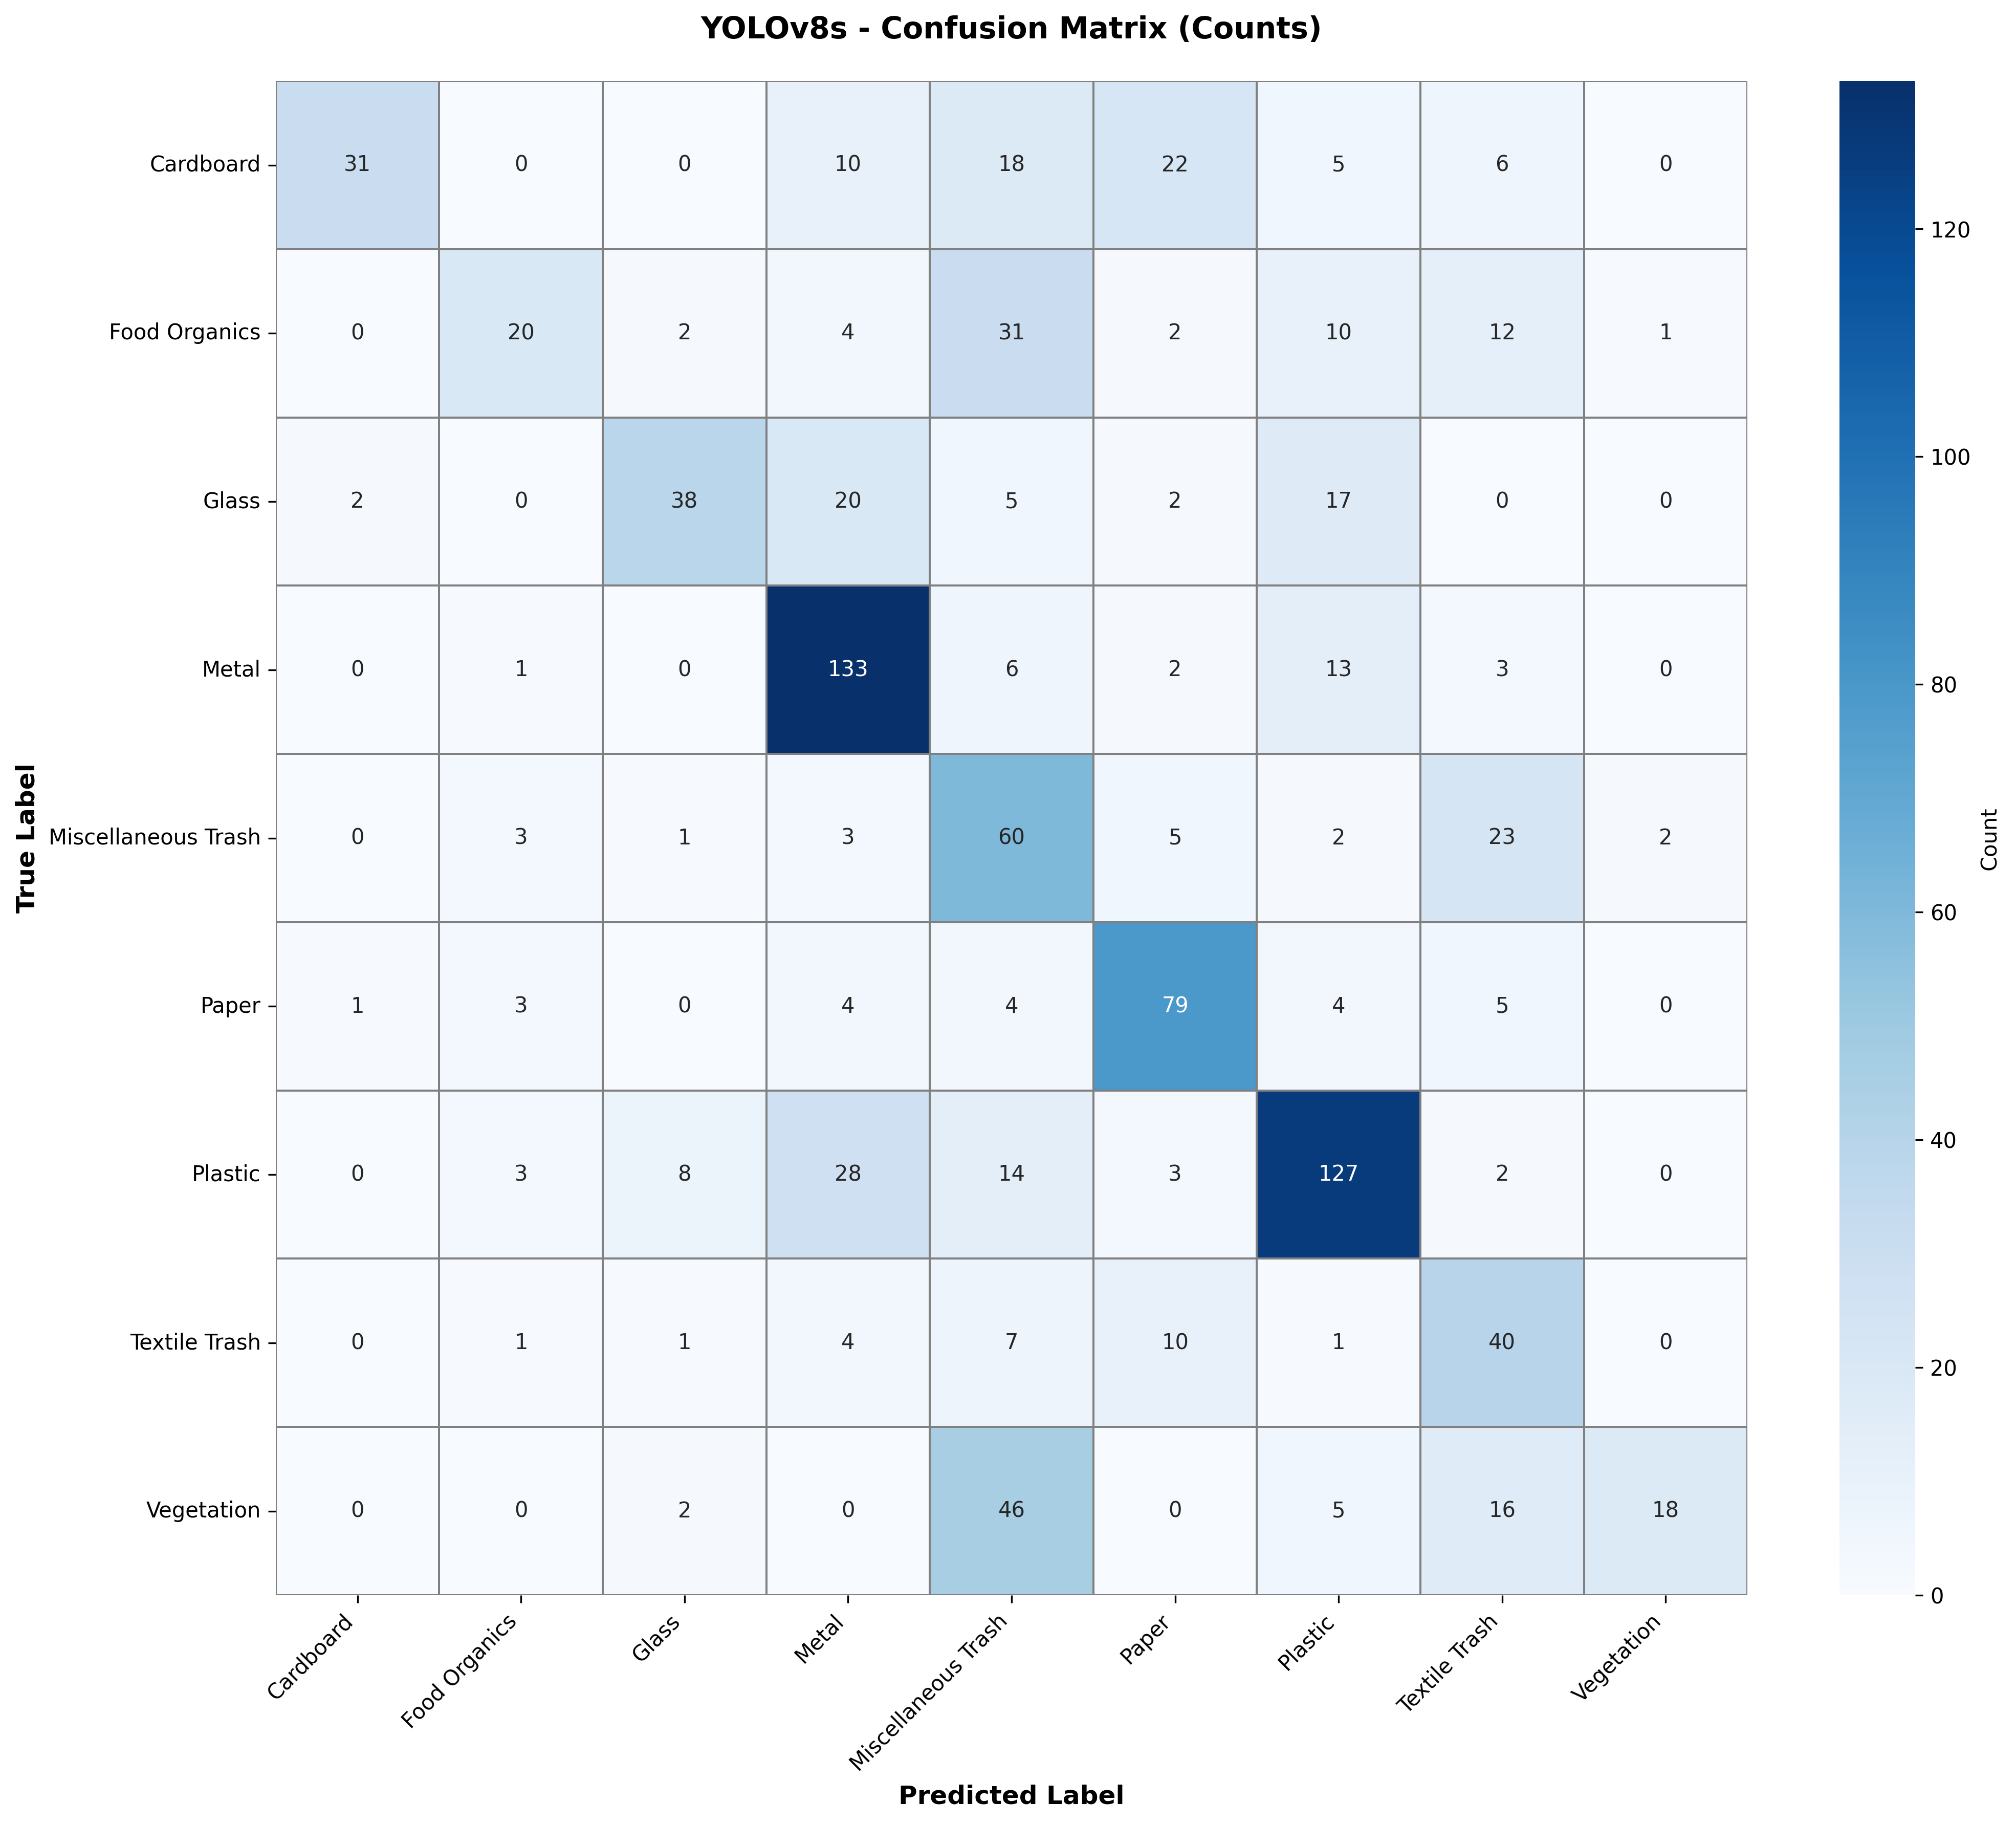 YOLOv8s - Confusion Matrix (Counts)
Cardboard 31 0 0 10 18 22 5 6 0
Food Organics 0 20 2 4 31 2 10 12 1
Glass 2 0 38 20 5 2 17 0 0
Metal 0 1 0 133 6 2 13 3 0
Miscellaneous Trash 0 3 1 3 60 5 2 23 2
Paper 1 3 0 4 4 79 4 5 0
Plastic 0 3 8 28 14 3 127 2 0
Textile Trash 0 1 1 4 7 10 1 40 0
Vegetation 0 0 2 0 46 0 5 16 18
True Label
Cardboard
Food Organics
Glass
Metal
Miscellaneous Trash
Paper
Plastic
Textile Trash
Vegetation
Predicted Label
120
100
80
60
40
20
0
Count